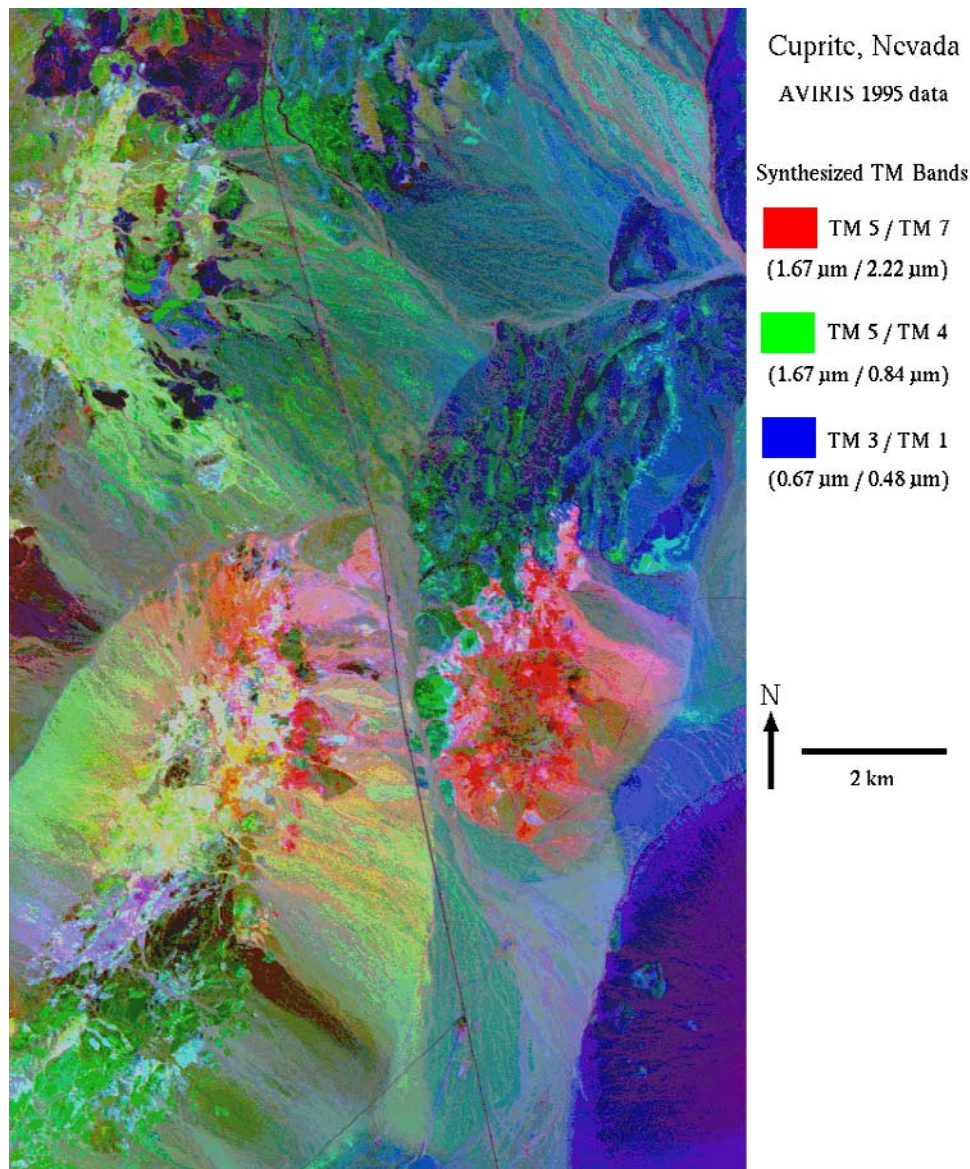 Cuprite, Nevada
AVIRIS 1995 data
Synthesized TM Bands
TM 5 / TM 7
(1.67 µm / 2.22 µm)
TM 5 / TM 4
(1.67 µm / 0.84 µm)
TM 3 / TM 1
(0.67 µm / 0.48 µm)
N
2 km